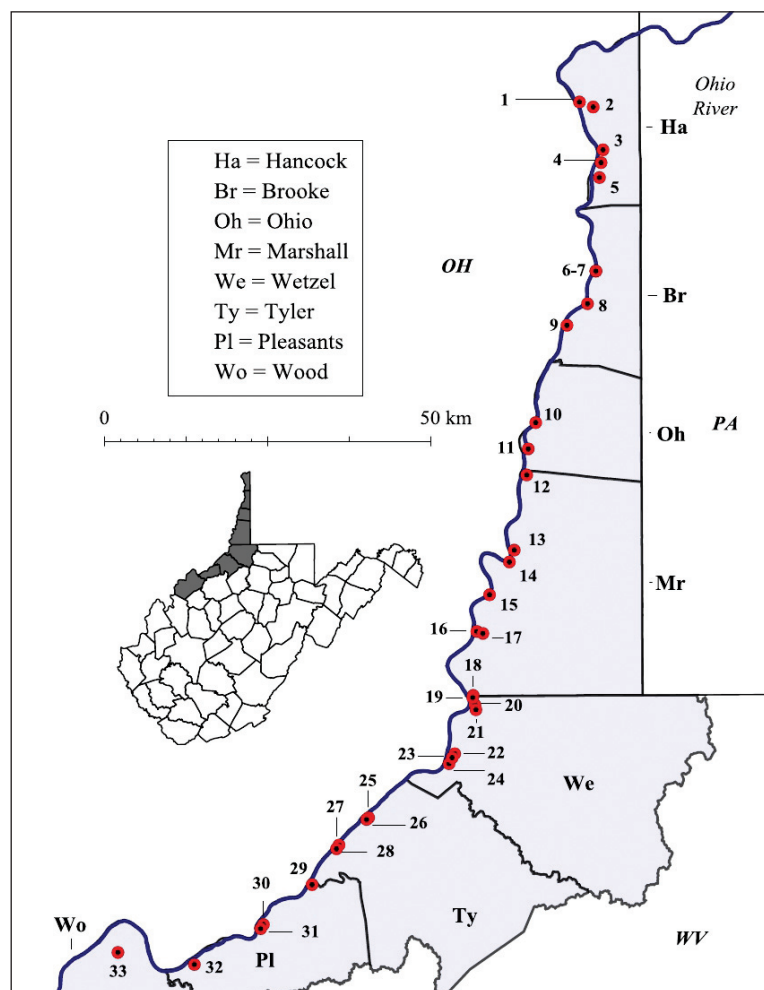 Ohio
River
1
2
Ha
3
4
5
Ha = Hancock
Br = Brooke
Oh = Ohio
Mr = Marshall
We = Wetzel
Ty = Tyler
Pl = Pleasants
Wo = Wood
OH
6-7
Br
8
9
0
50 km
10
PA
Oh
11
12
13
14
Mr
15
16
17
18
19
20
21
22
23
24
We
25
26
27
28
29
30
31
Ty
Wo
WV
Pl
32
33